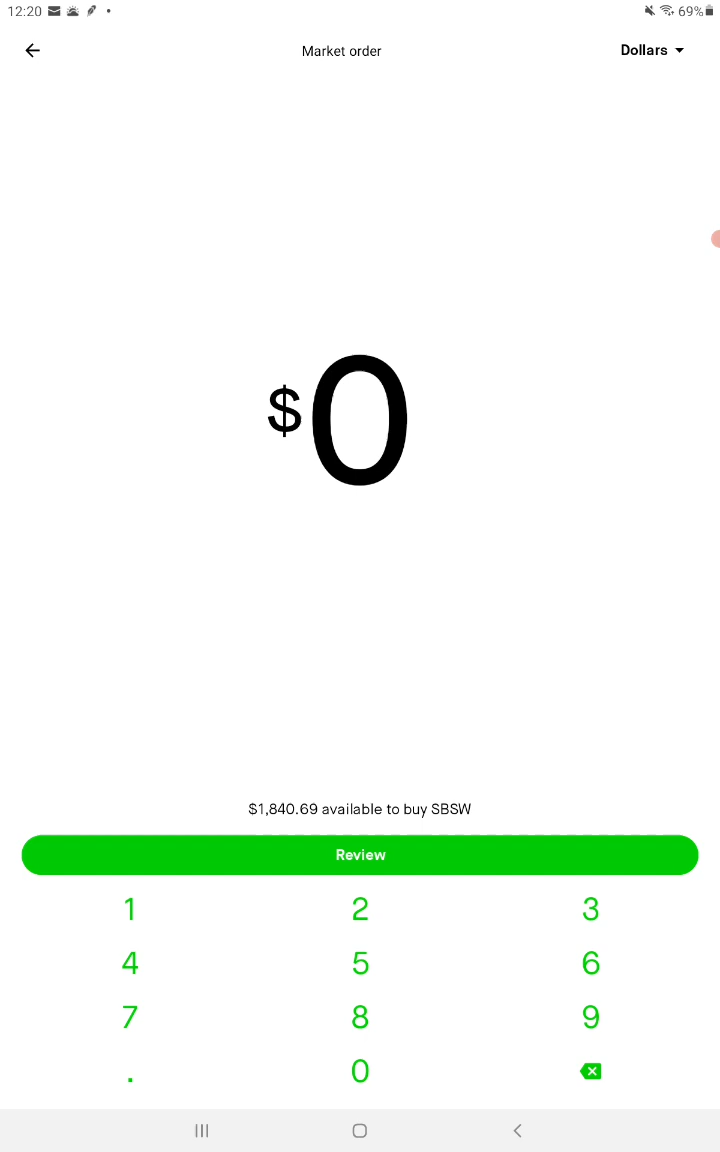 12:20 69%
Market order
Dollars
$0
$1,840.69 available to buy SBSW
Review
1 2 3
4 5 6
7 8 9
. 0